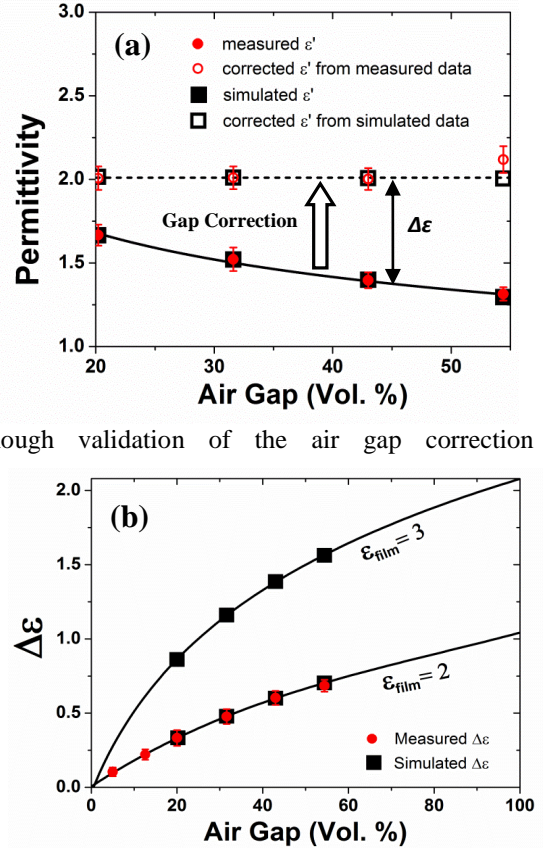 (a)
measured ε'
corrected ε' from measured data
simulated ε'
corrected ε' from simulated data
3.0
2.5
2.0
1.5
1.0
Permittivity
Gap Correction
Δε
20
30
40
50
Air Gap (Vol. %)
ough validation of the air gap correction
(b)
2.0
1.5
1.0
0.5
0.0
Δε
εfilm= 3
εfilm= 2
Measured Δε
Simulated Δε
0
20
40
60
80
100
Air Gap (Vol. %)